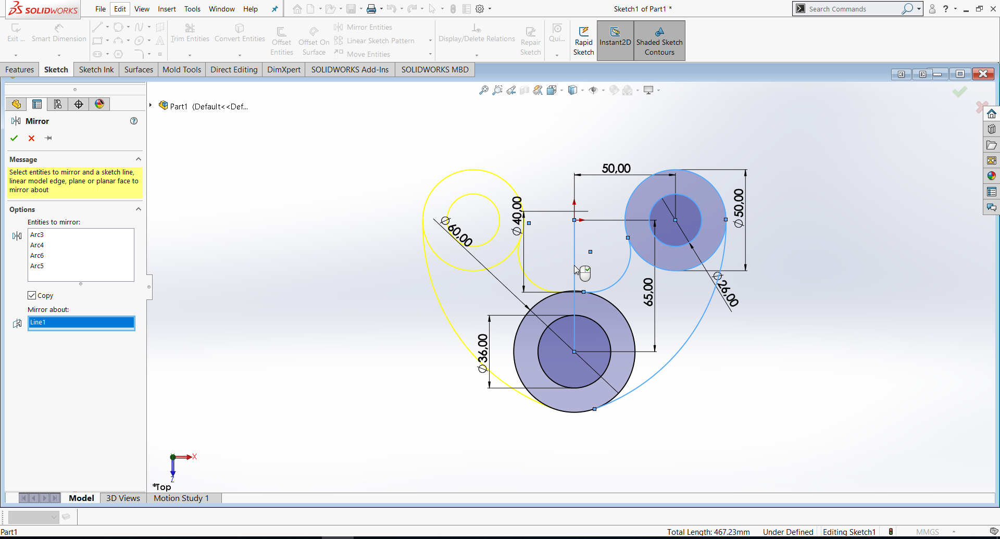 SOLIDWORKS File Edit View Insert Tools Window Help Sketch1 of Part1 * Search Commands
Exit ... Smart Dimension Trim Entities Convert Entities Offset Entities Offset On Surface Mirror Entities Display/Delete Relations Repair Sketch Qui... Rapid Sketch Instant2D Shaded Sketch Contours
Linear Sketch Pattern
Move Entities
Features Sketch Sketch Ink Surfaces Mold Tools Direct Editing DimXpert SOLIDWORKS Add-Ins SOLIDWORKS MBD
Part1 (Default<<Def...
Mirror
Message
Select entities to mirror and a sketch line,
linear model edge, plane or planar face to
mirror about
Options
Entities to mirror:
Arc3
Arc4
Arc6
Arc5
Copy
Mirror about:
Line1
50,00
∅ 50,00
∅ 40,00
∅ 60,00
65,00
∅ 26,00
∅ 36,00
X
Z
*Top
Model 3D Views Motion Study 1
Part1 Total Length: 467.23mm Under Defined Editing Sketch1 MMGS